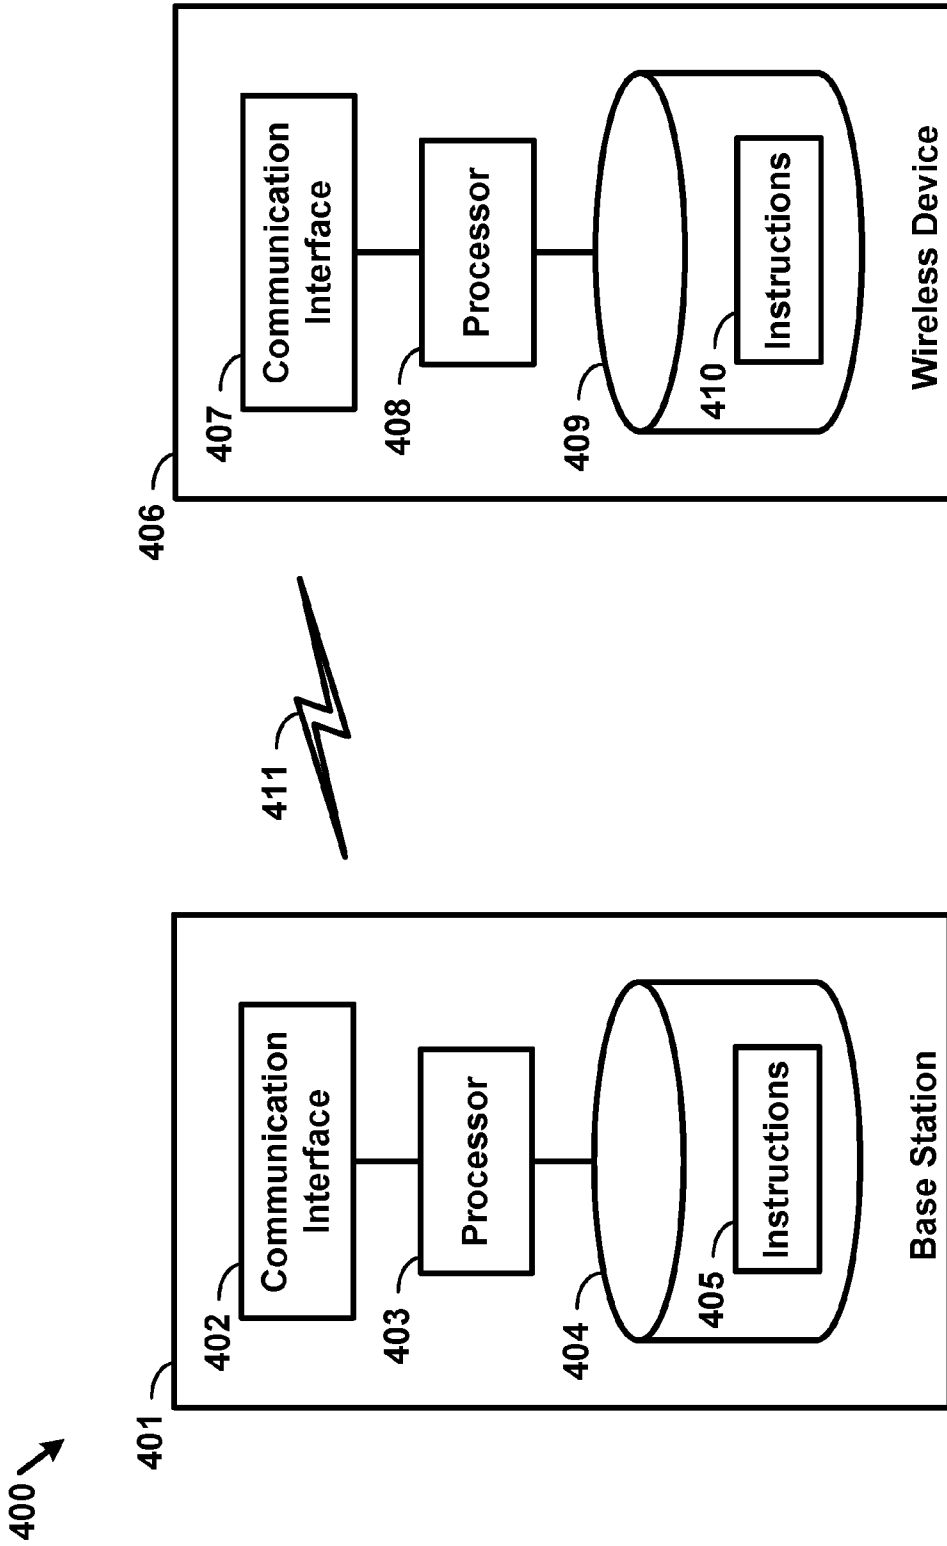 400
401
402
Communication
Interface
403
Processor
404
405
Instructions
Base Station
411
406
407
Communication
Interface
408
Processor
409
410
Instructions
Wireless Device